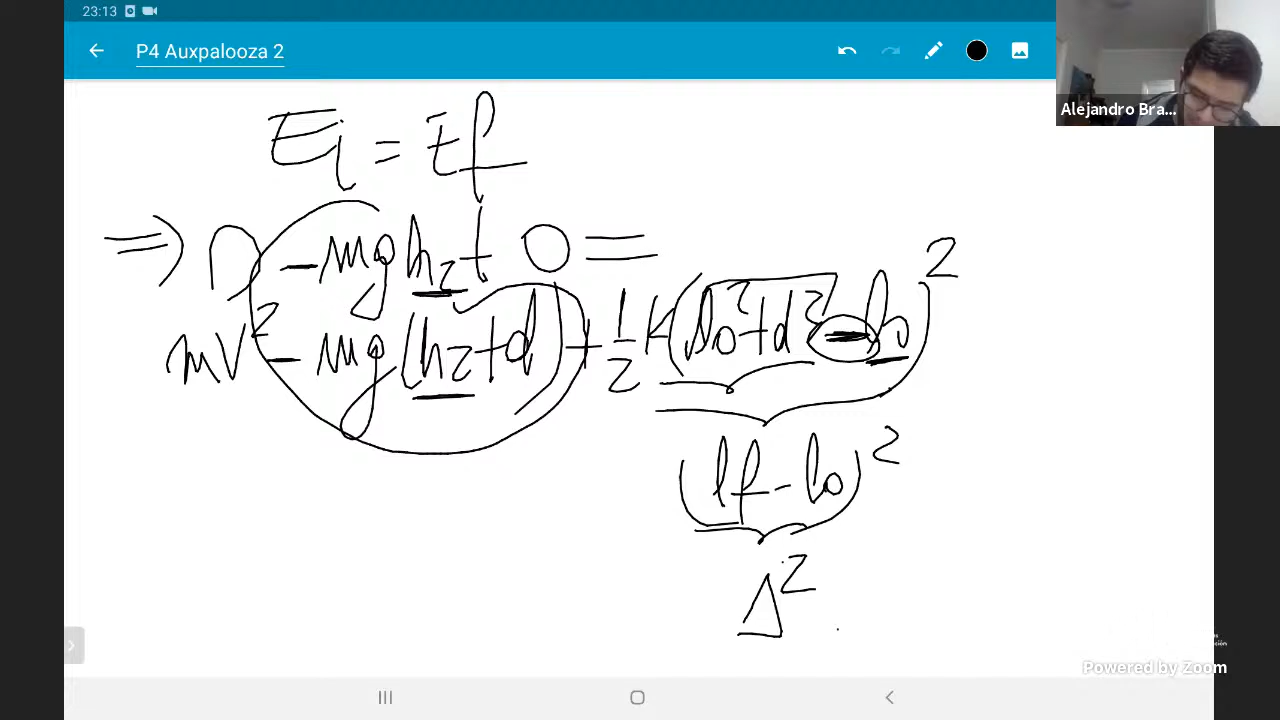 23:13
P4 Auxpalooza 2
Alejandro Bra...
Ei = Ef
⇒ 0 - mgh2 + 0 =
mv² - mg(h2+d) + 1/2 k(√(lo²+d²) - lo)²
(lf - lo)²
Δ²
Powered by Zoom